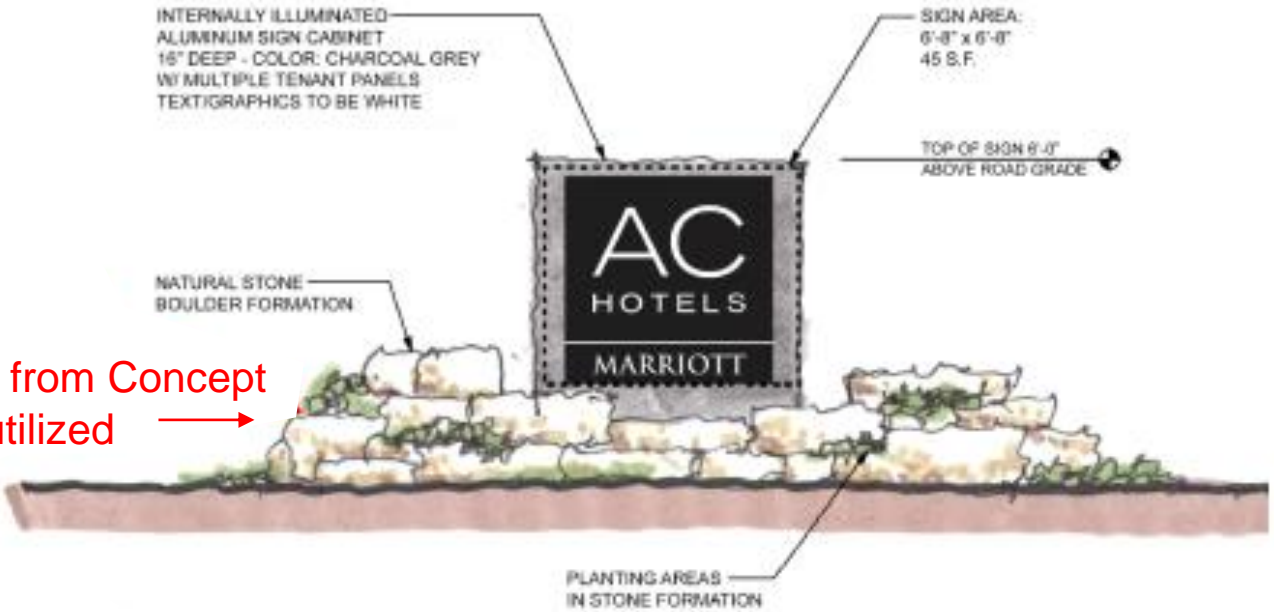 INTERNALLY ILLUMINATED
ALUMINUM SIGN CABINET
16" DEEP - COLOR: CHARCOAL GREY
W/ MULTIPLE TENANT PANELS
TEXT/GRAPHICS TO BE WHITE
SIGN AREA:
6'-8" x 6'-8"
45 S.F.
TOP OF SIGN 6'-0"
ABOVE ROAD GRADE
AC
HOTELS
MARRIOTT
NATURAL STONE
BOULDER FORMATION
from Concept
utilized
PLANTING AREAS
IN STONE FORMATION